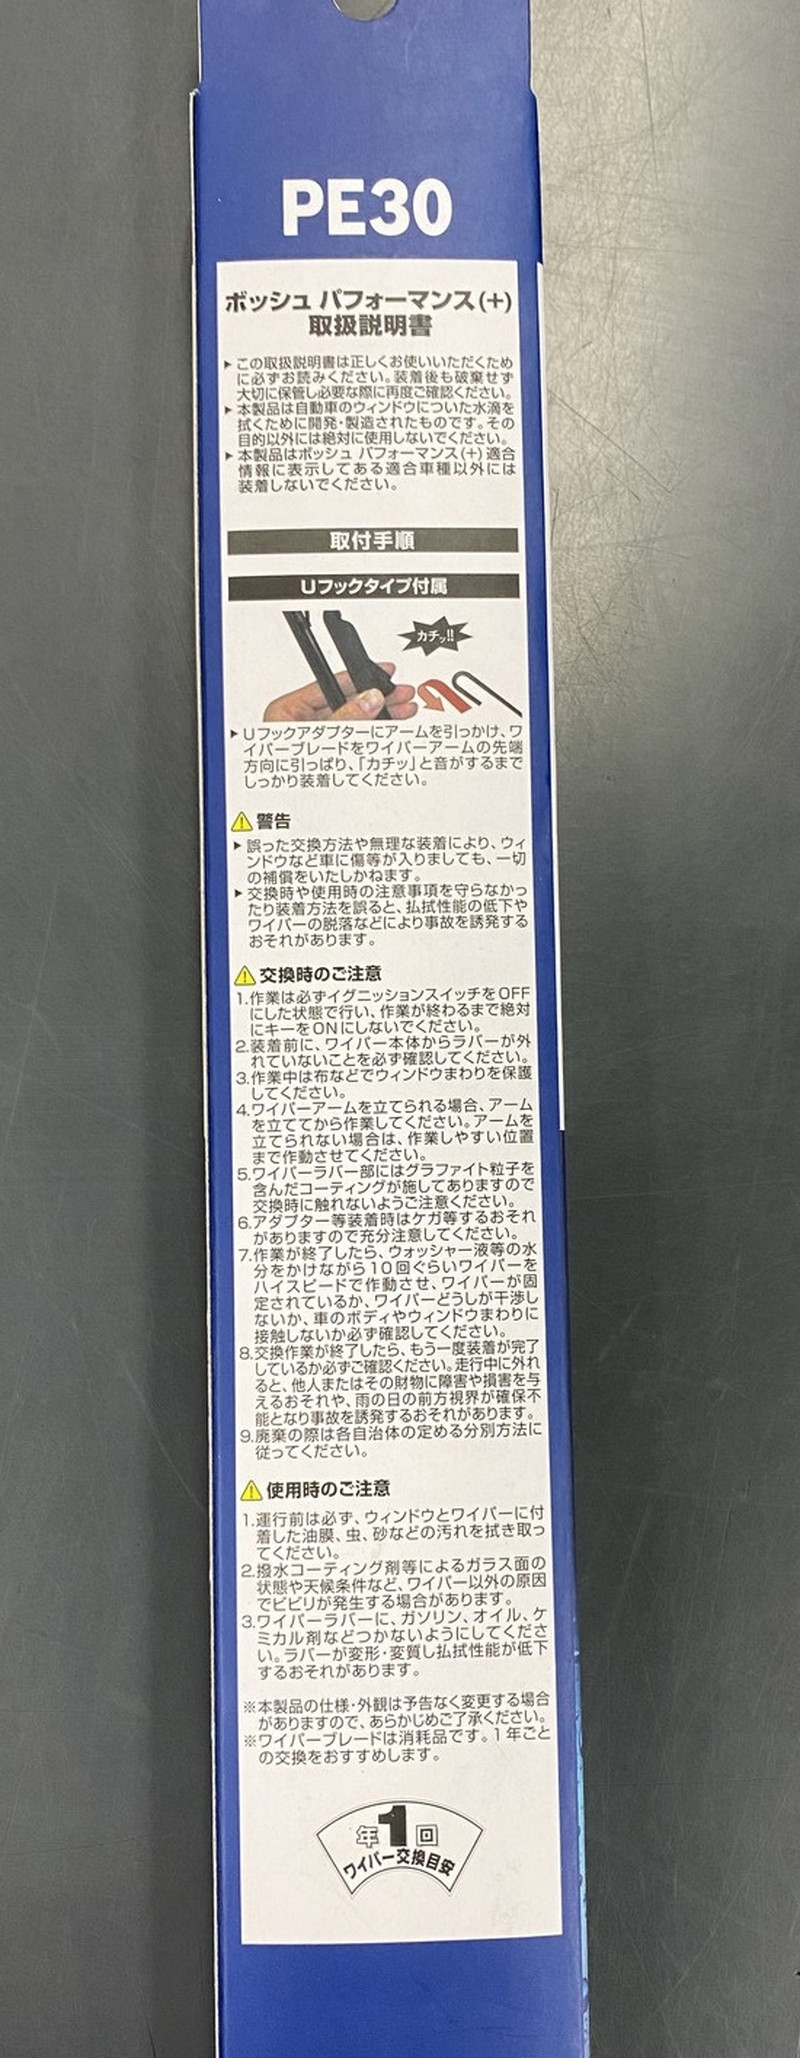 PE30
ボッシュ パフォーマンス(+)
取扱説明書
▶この取扱説明書は正しくお使いいただくため
に必ずお読みください。装着後も破棄せず
大切に保管し必要な際に再度ご確認ください。
▶本製品は自動車のウィンドウについた水滴を
拭くために開発・製造されたものです。その
目的以外には絶対に使用しないでください。
▶本製品はボッシュ パフォーマンス(+)適合
情報に表示してある適合車種以外には
装着しないでください。
取付手順
Uフックタイプ付属
カチッ!!
▶Uフックアダプターにアームを引っかけ、ワ
イパーブレードをワイパーアームの先端
方向に引っぱり、「カチッ」と音がするまで
しっかり装着してください。
警告
▶誤った交換方法や無理な装着により、ウィ
ンドウなど車に傷等が入りましても、一切
の補償をいたしかねます。
▶交換時や使用時の注意事項を守らなかっ
たり装着方法を誤ると、払拭性能の低下や
ワイパーの脱落などにより事故を誘発する
おそれがあります。
交換時のご注意
1.作業は必ずイグニッションスイッチをOFF
にした状態で行い、作業が終わるまで絶対
にキーをONにしないでください。
2.装着前に、ワイパー本体からラバーが外
れていないことを必ず確認してください。
3.作業中は布などでウィンドウまわりを保護
してください。
4.ワイパーアームを立てられる場合、アーム
を立ててから作業してください。アームを
立てられない場合は、作業しやすい位置
まで作動させてください。
5.ワイパーラバー部にはグラファイト粒子を
含んだコーティングが施してありますので
交換時に触れないようご注意ください。
6.アダプター等装着時はケガ等するおそれ
がありますので充分注意してください。
7.作業が終了したら、ウォッシャー液等の水
分をかけながら10回ぐらいワイパーを
ハイスピードで作動させ、ワイパーが固
定されているか、ワイパーどうしが干渉し
ないか、車のボディやウィンドウまわりに
接触しないか必ず確認してください。
8.交換作業が終了したら、もう一度装着が完了
しているか必ずご確認ください。走行中に外れ
ると、他人またはその財物に障害や損害を与
えるおそれや、雨の日の前方視界が確保不
能となり事故を誘発するおそれがあります。
9.廃棄の際は各自治体の定める分別方法に
従ってください。
使用時のご注意
1.運行前は必ず、ウィンドウとワイパーに付
着した油膜、虫、砂などの汚れを拭き取っ
てください。
2.撥水コーティング剤等によるガラス面の
状態や天候条件など、ワイパー以外の原因
でビビリが発生する場合があります。
3.ワイパーラバーに、ガソリン、オイル、ケ
ミカル剤などつかないようにしてくださ
い。ラバーが変形・変質し払拭性能が低下
するおそれがあります。
※本製品の仕様・外観は予告なく変更する場合
がありますので、あらかじめご了承ください。
※ワイパーブレードは消耗品です。1年ごと
の交換をおすすめします。
年1回
ワイパー交換目安